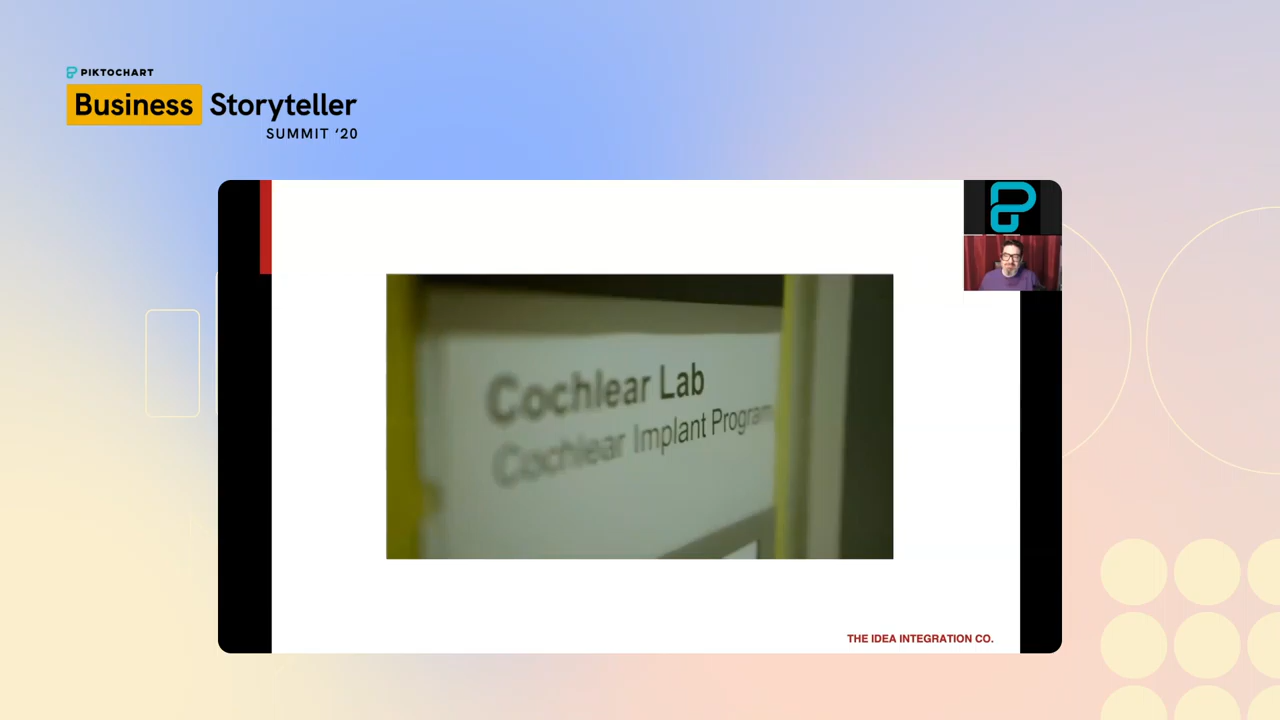 PIKTOCHART
Business Storyteller
SUMMIT ‘20
Cochlear Lab
Cochlear Implant Program
THE IDEA INTEGRATION CO.